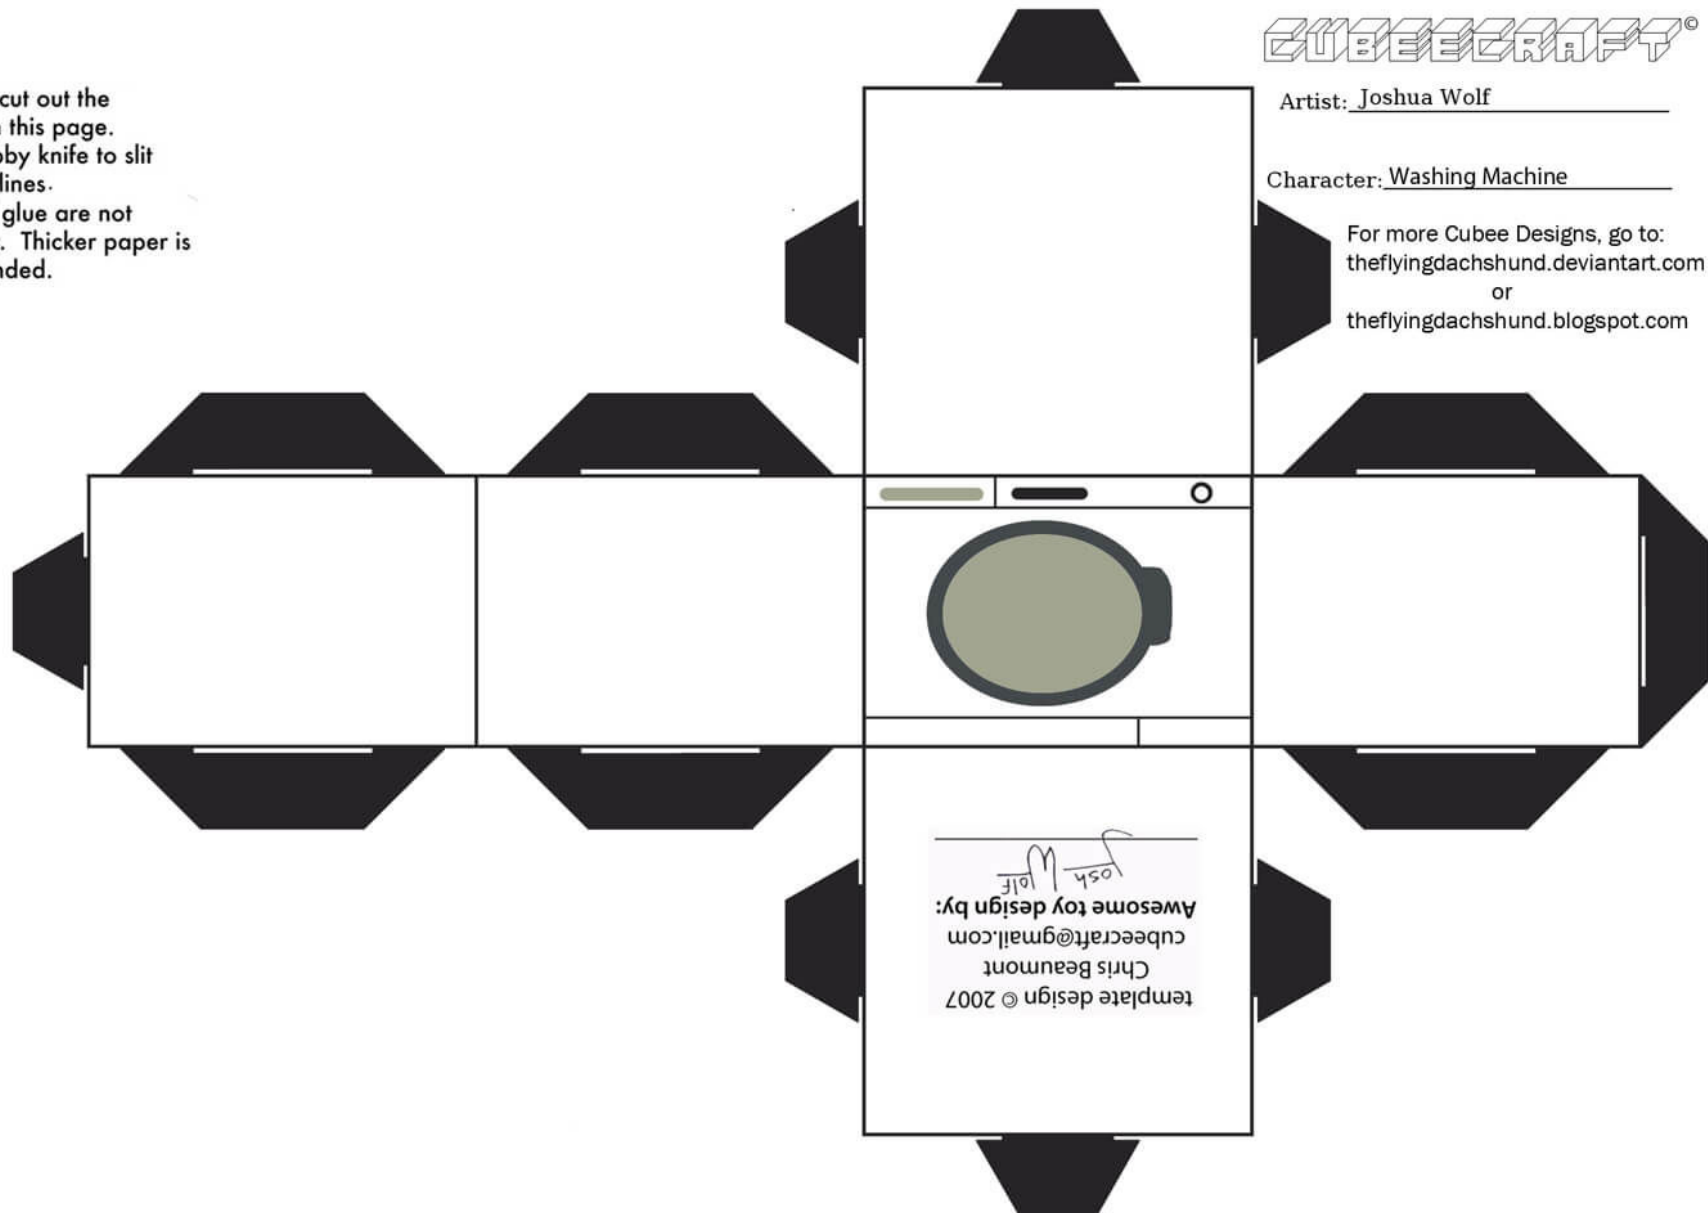 cut out the
this page.
by knife to slit
lines.
glue are not
Thicker paper is
nded.
CUBEECRAFT©
Artist: Joshua Wolf
Character: Washing Machine
For more Cubee Designs, go to:
theflyingdachshund.deviantart.com
or
theflyingdachshund.blogspot.com
template design © 2007
Chris Beaumont
cubeecraft@gmail.com
Awesome toy design by:
Josh Wolf